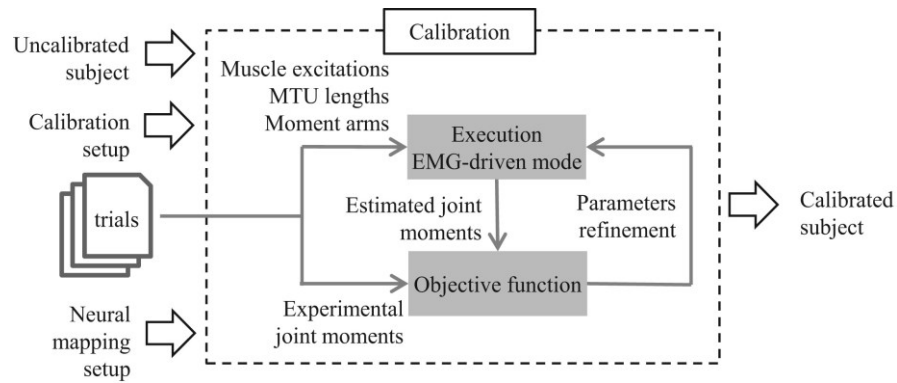 Calibration
Uncalibrated
subject
Calibration
setup
trials
Neural
mapping
setup
Muscle excitations
MTU lengths
Moment arms
Execution
EMG-driven mode
Estimated joint
moments
Parameters
refinement
Objective function
Experimental
joint moments
Calibrated
subject